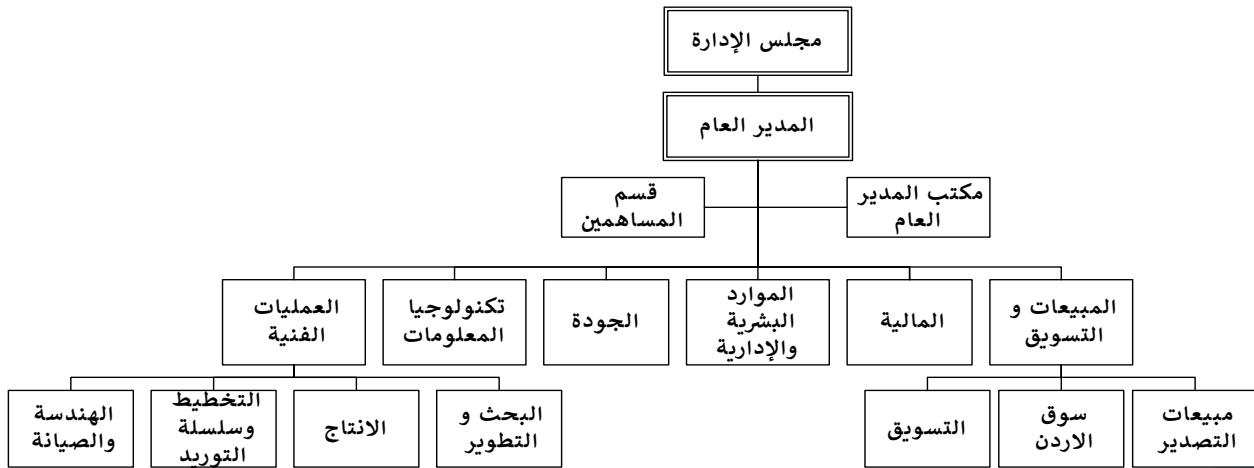 مجلس الإدارة
المدير العام
مكتب المدير
العام
قسم
المساهمين
المبيعات و
التسويق
المالية
الموارد
البشرية
والإدارية
الجودة
تكنولوجيا
المعلومات
العمليات
الفنية
مبيعات
التصدير
سوق
الاردن
التسويق
البحث و
التطوير
الانتاج
التخطيط
وسلسلة
التوريد
الهندسة
والصيانة